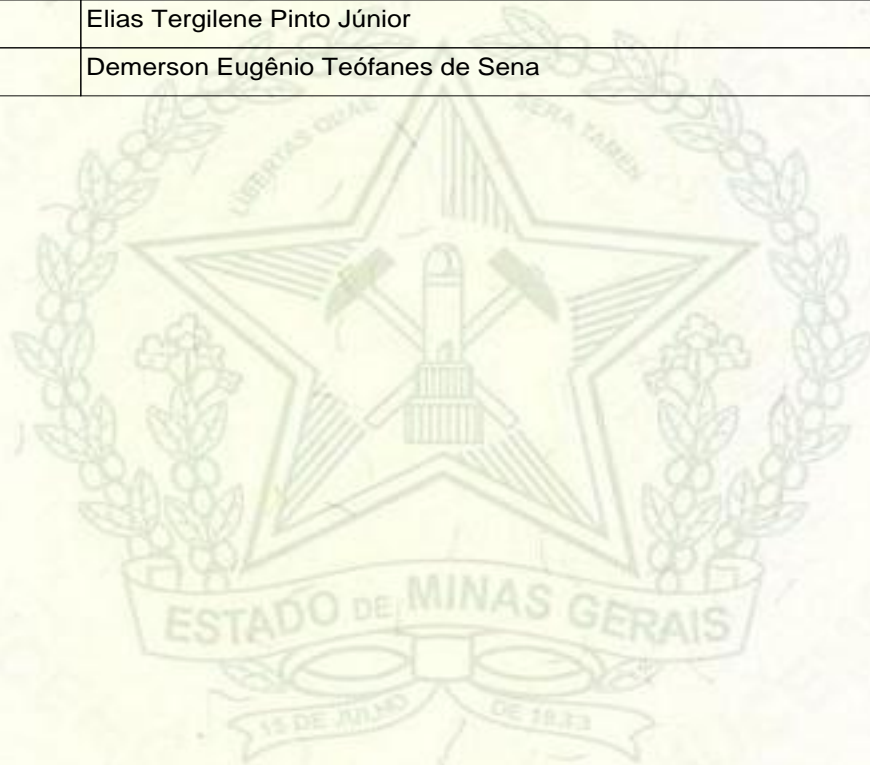 Elias Tergilene Pinto Júnior
Demerson Eugênio Teófanes de Sena
LIBERTAS QUAE SERA TAMEN
ESTADO DE MINAS GERAIS
15 DE JULHO DE 1833